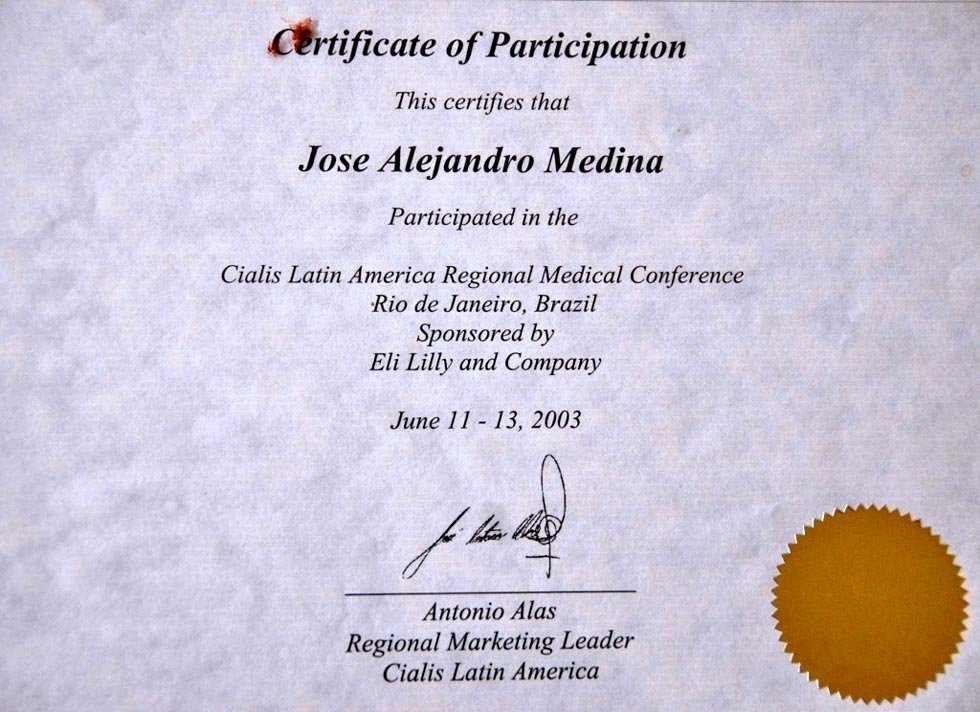 Certificate of Participation
This certifies that
Jose Alejandro Medina
Participated in the
Cialis Latin America Regional Medical Conference
Rio de Janeiro, Brazil
Sponsored by
Eli Lilly and Company
June 11 - 13, 2003
Antonio Alas
Regional Marketing Leader
Cialis Latin America